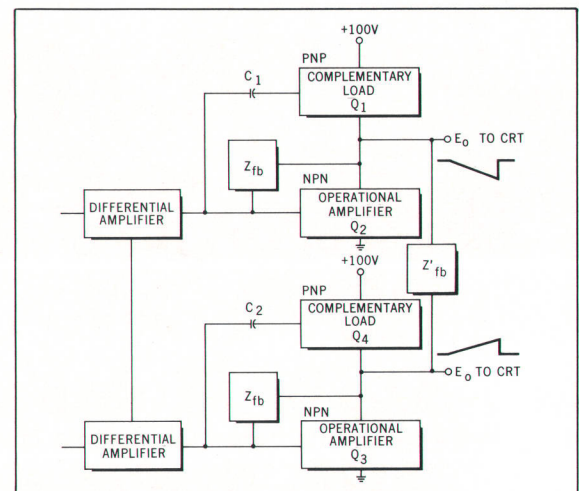 +100V
PNP
COMPLEMENTARY
LOAD
Q1
C1
E0 TO CRT
Zfb
NPN
OPERATIONAL
AMPLIFIER
Q2
DIFFERENTIAL
AMPLIFIER
+100V
Z'fb
PNP
COMPLEMENTARY
LOAD
Q4
C2
E0 TO CRT
Zfb
NPN
OPERATIONAL
AMPLIFIER
Q3
DIFFERENTIAL
AMPLIFIER